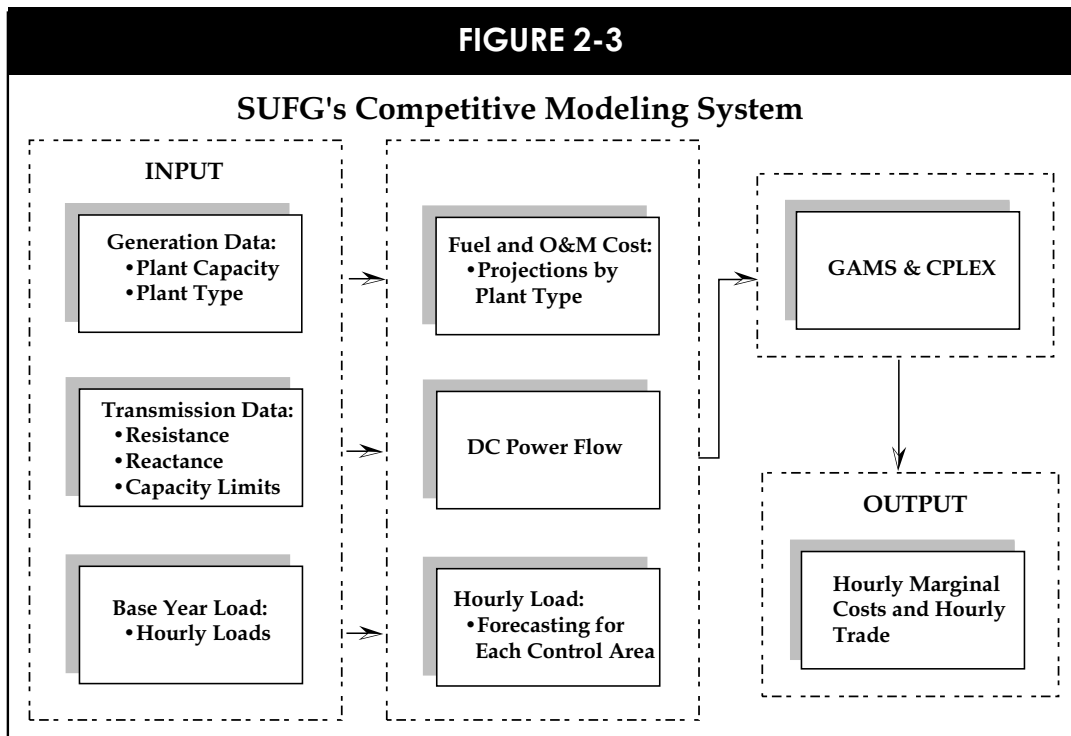 FIGURE 2-3
SUFG's Competitive Modeling System
INPUT
Generation Data:
•Plant Capacity
•Plant Type
Transmission Data:
•Resistance
•Reactance
•Capacity Limits
Base Year Load:
•Hourly Loads
Fuel and O&M Cost:
•Projections by
Plant Type
DC Power Flow
Hourly Load:
•Forecasting for
Each Control Area
GAMS & CPLEX
OUTPUT
Hourly Marginal
Costs and Hourly
Trade